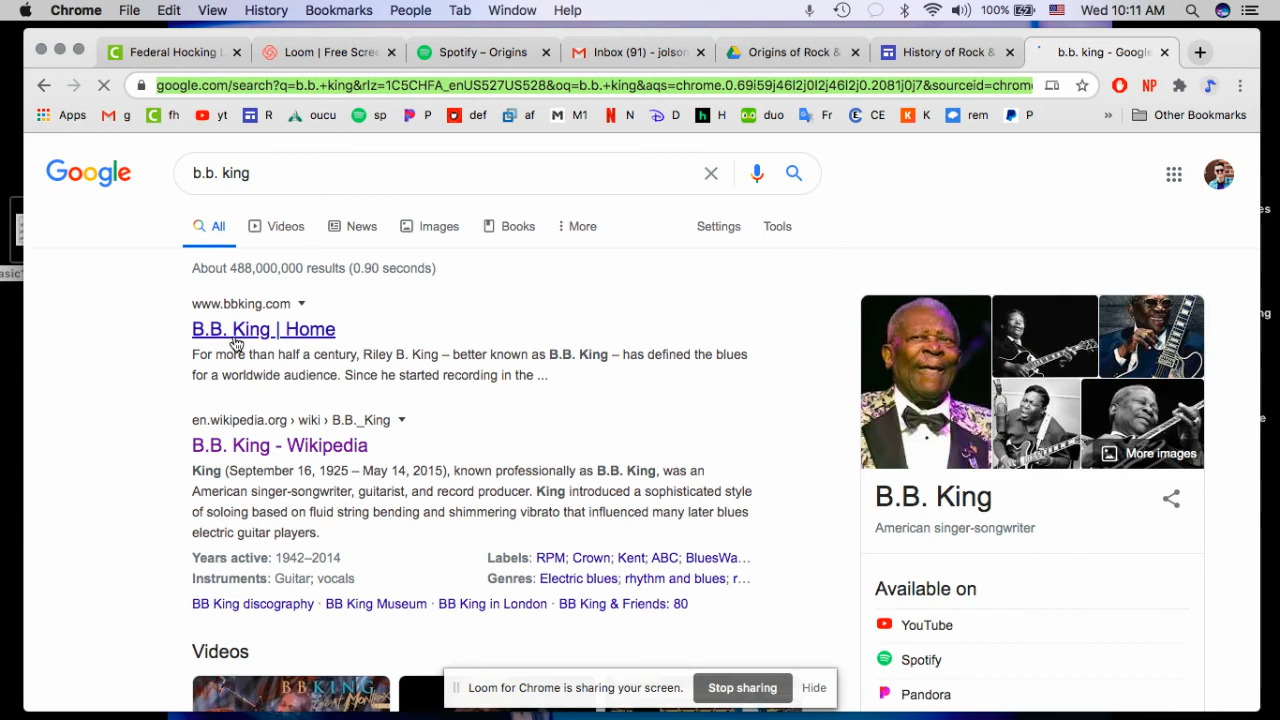 Chrome File Edit View History Bookmarks People Tab Window Help 100% Wed 10:11 AM
Federal Hocking L
Loom | Free Scre
Spotify – Origins
Inbox (91) - jolson
Origins of Rock &
History of Rock &
b.b. king - Google
google.com/search?q=b.b.+king&rlz=1C5CHFA_enUS527US528&oq=b.b.+king&aqs=chrome.0.69i59j46l2j0l2j46l2j0.2081j0j7&sourceid=chrome
NP
Apps g fh yt R oucu sp P def af M1 N D H duo Fr CE K rem P » Other Bookmarks
Google
b.b. king
All Videos News Images Books More Settings Tools
About 488,000,000 results (0.90 seconds)
www.bbking.com
B.B. King | Home
For more than half a century, Riley B. King – better known as B.B. King – has defined the blues
for a worldwide audience. Since he started recording in the ...
en.wikipedia.org › wiki › B.B._King
B.B. King - Wikipedia
King (September 16, 1925 – May 14, 2015), known professionally as B.B. King, was an
American singer-songwriter, guitarist, and record producer. King introduced a sophisticated style
of soloing based on fluid string bending and shimmering vibrato that influenced many later blues
electric guitar players.
Years active: 1942–2014
Labels: RPM; Crown; Kent; ABC; BluesWa...
Instruments: Guitar; vocals
Genres: Electric blues; rhythm and blues; r...
BB King discography · BB King Museum · BB King in London · BB King & Friends: 80
Videos
BBKING
Loom for Chrome is sharing your screen. Stop sharing Hide
More images
B.B. King
American singer-songwriter
Available on
YouTube
Spotify
Pandora